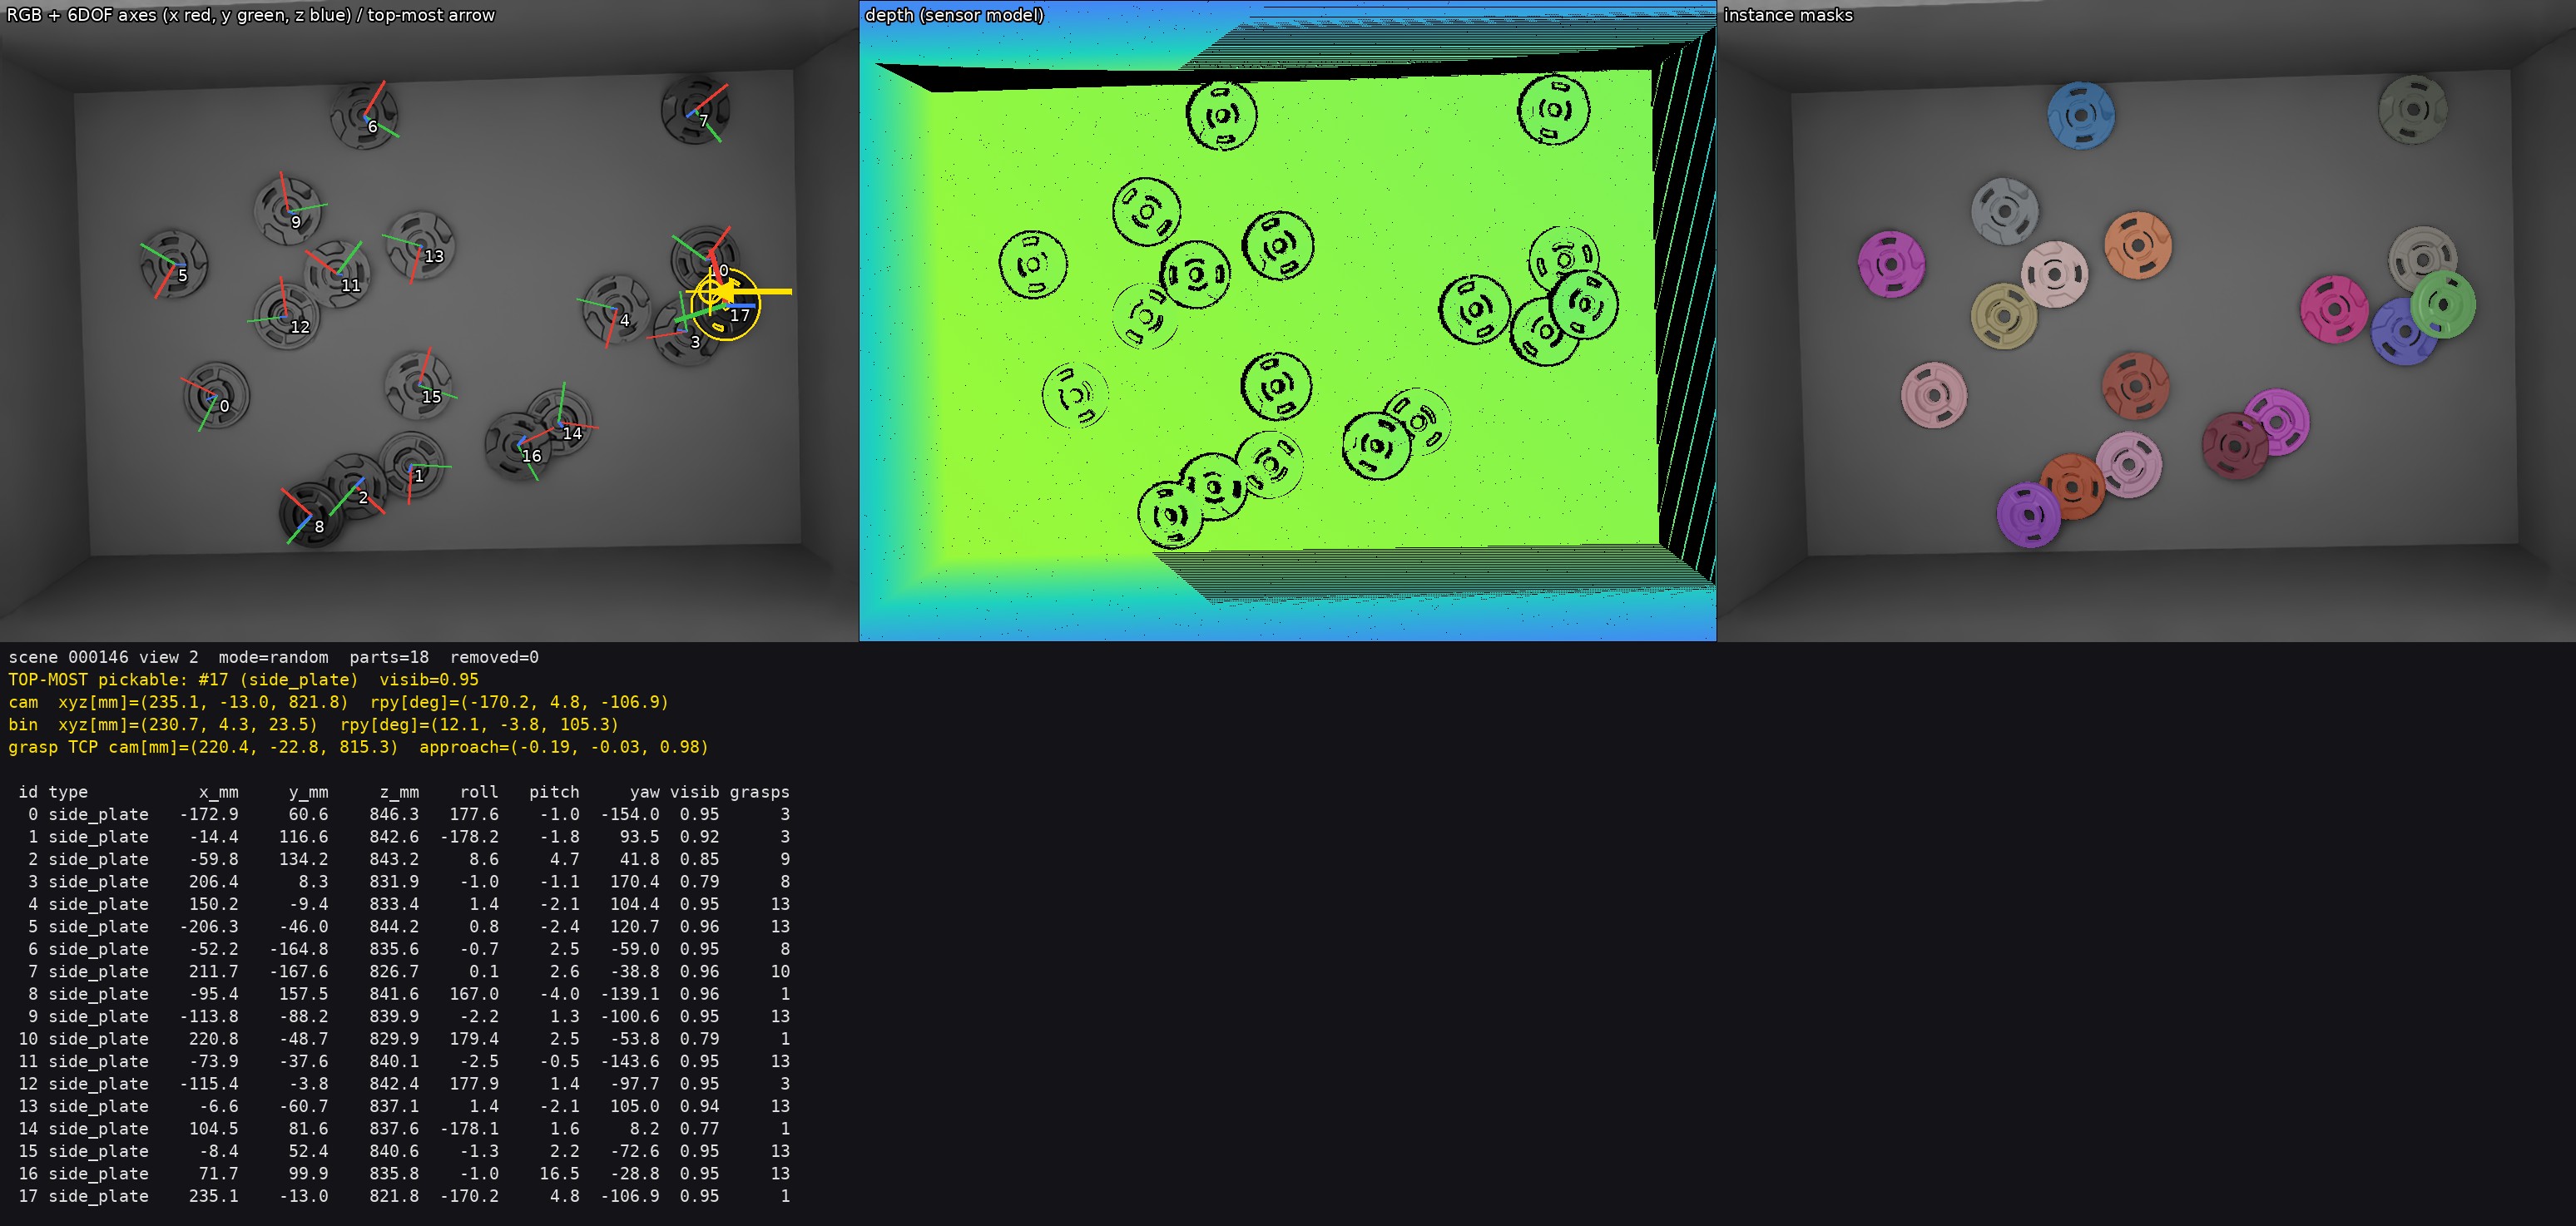 RGB + 6DOF axes (x red, y green, z blue) / top-most arrow
depth (sensor model)
instance masks
6
7
9
13
5
11
10
12
4
17
3
15
0
14
16
1
2
8
scene 000146 view 2  mode=random  parts=18  removed=0
TOP-MOST pickable: #17 (side_plate)  visib=0.95
cam  xyz[mm]=(235.1, -13.0, 821.8)  rpy[deg]=(-170.2, 4.8, -106.9)
bin  xyz[mm]=(230.7, 4.3, 23.5)  rpy[deg]=(12.1, -3.8, 105.3)
grasp TCP cam[mm]=(220.4, -22.8, 815.3)  approach=(-0.19, -0.03, 0.98)
id type x_mm y_mm z_mm roll pitch yaw visib grasps
0 side_plate -172.9 60.6 846.3 177.6 -1.0 -154.0 0.95 3
1 side_plate -14.4 116.6 842.6 -178.2 -1.8 93.5 0.92 3
2 side_plate -59.8 134.2 843.2 8.6 4.7 41.8 0.85 9
3 side_plate 206.4 8.3 831.9 -1.0 -1.1 170.4 0.79 8
4 side_plate 150.2 -9.4 833.4 1.4 -2.1 104.4 0.95 13
5 side_plate -206.3 -46.0 844.2 0.8 -2.4 120.7 0.96 13
6 side_plate -52.2 -164.8 835.6 -0.7 2.5 -59.0 0.95 8
7 side_plate 211.7 -167.6 826.7 0.1 2.6 -38.8 0.96 10
8 side_plate -95.4 157.5 841.6 167.0 -4.0 -139.1 0.96 1
9 side_plate -113.8 -88.2 839.9 -2.2 1.3 -100.6 0.95 13
10 side_plate 220.8 -48.7 829.9 179.4 2.5 -53.8 0.79 1
11 side_plate -73.9 -37.6 840.1 -2.5 -0.5 -143.6 0.95 13
12 side_plate -115.4 -3.8 842.4 177.9 1.4 -97.7 0.95 3
13 side_plate -6.6 -60.7 837.1 1.4 -2.1 105.0 0.94 13
14 side_plate 104.5 81.6 837.6 -178.1 1.6 8.2 0.77 1
15 side_plate -8.4 52.4 840.6 -1.3 2.2 -72.6 0.95 13
16 side_plate 71.7 99.9 835.8 -1.0 16.5 -28.8 0.95 13
17 side_plate 235.1 -13.0 821.8 -170.2 4.8 -106.9 0.95 1